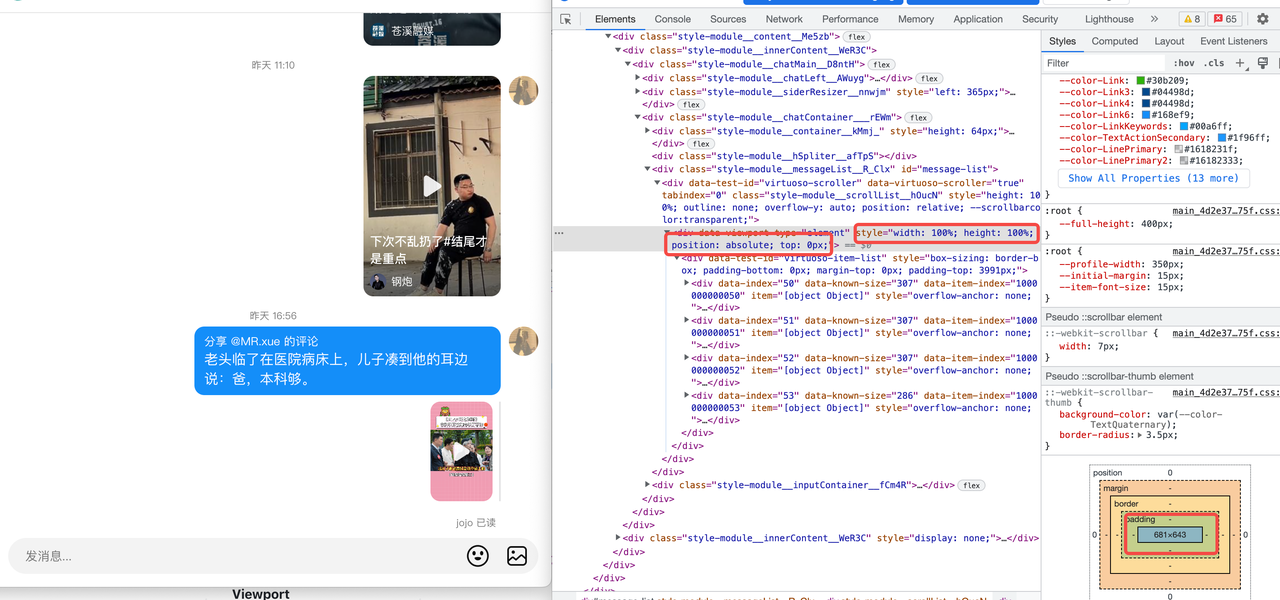 苍溪融媒
昨天 11:10
下次不乱扔了#结尾才
是重点
钢炮
昨天 16:56
分享 @MR.xue 的评论
老头临了在医院病床上，儿子凑到他的耳边
说：爸，本科够。
jojo 已读
发消息...
Viewport
Elements Console Sources Network Performance Memory Application Security Lighthouse » 8 65
▼<div class="style-module__content__Me5zb"> flex
▼<div class="style-module__innerContent__WeR3C">
▼<div class="style-module__chatMain__D8ntH"> flex
▶<div class="style-module__chatLeft__AWuyg">…</div> flex
▶<div class="style-module__siderResizer__nnwjm" style="left: 365px;">…
</div> flex
▼<div class="style-module__chatContainer___rEWm"> flex
▶<div class="style-module__container__kMmj_" style="height: 64px;">…
</div> flex
<div class="style-module__hSpliter__afTpS"></div>
▼<div class="style-module__messageList__R_Clx" id="message-list">
▼<div data-test-id="virtuoso-scroller" data-virtuoso-scroller="true"
tabindex="0" class="style-module__scrollList__hOucN" style="height: 10
0%; outline: none; overflow-y: auto; position: relative; --scrollbarco
lor:transparent;">
… ▼<div data-viewport-type="element" style="width: 100%; height: 100%;
position: absolute; top: 0px;"> == $0
▼<div data-test-id="virtuoso-item-list" style="box-sizing: border-b
ox; padding-bottom: 0px; margin-top: 0px; padding-top: 3991px;">
▶<div data-index="50" data-known-size="307" data-item-index="1000
000000050" item="[object Object]" style="overflow-anchor: none;
">…</div>
▶<div data-index="51" data-known-size="307" data-item-index="1000
000000051" item="[object Object]" style="overflow-anchor: none;
">…</div>
▶<div data-index="52" data-known-size="307" data-item-index="1000
000000052" item="[object Object]" style="overflow-anchor: none;
">…</div>
▶<div data-index="53" data-known-size="286" data-item-index="1000
000000053" item="[object Object]" style="overflow-anchor: none;
">…</div>
</div>
</div>
</div>
</div>
▶<div class="style-module__inputContainer__fCm4R">…</div> flex
</div>
</div>
</div>
▶<div class="style-module__innerContent__WeR3C" style="display: none;">…</div>
</div>
</div>
</div>
Styles Computed Layout Event Listeners
Filter :hov .cls +
--color-Link: #30b209;
--color-Link3: #04498d;
--color-Link4: #04498d;
--color-Link6: #168ef9;
--color-LinkKeywords: #00a6ff;
--color-TextActionSecondary: #1f96ff;
--color-LinePrimary: #1618231f;
--color-LinePrimary2: #16182333;
Show All Properties (13 more)
}
:root { main_4d2e37…75f.css:
--full-height: 400px;
}
:root { main_4d2e37…75f.css:
--profile-width: 350px;
--initial-margin: 15px;
--item-font-size: 15px;
}
Pseudo ::scrollbar element
::-webkit-scrollbar { main_4d2e37…75f.css:
width: 7px;
}
Pseudo ::scrollbar-thumb element
::-webkit-scrollbar- main_4d2e37…75f.css:
thumb {
background-color: var(--color-
TextQuaternary);
border-radius: ▶ 3.5px;
}
position 0
margin -
border -
padding -
0 - - - 681×643 - - - 0
-
-
-
0